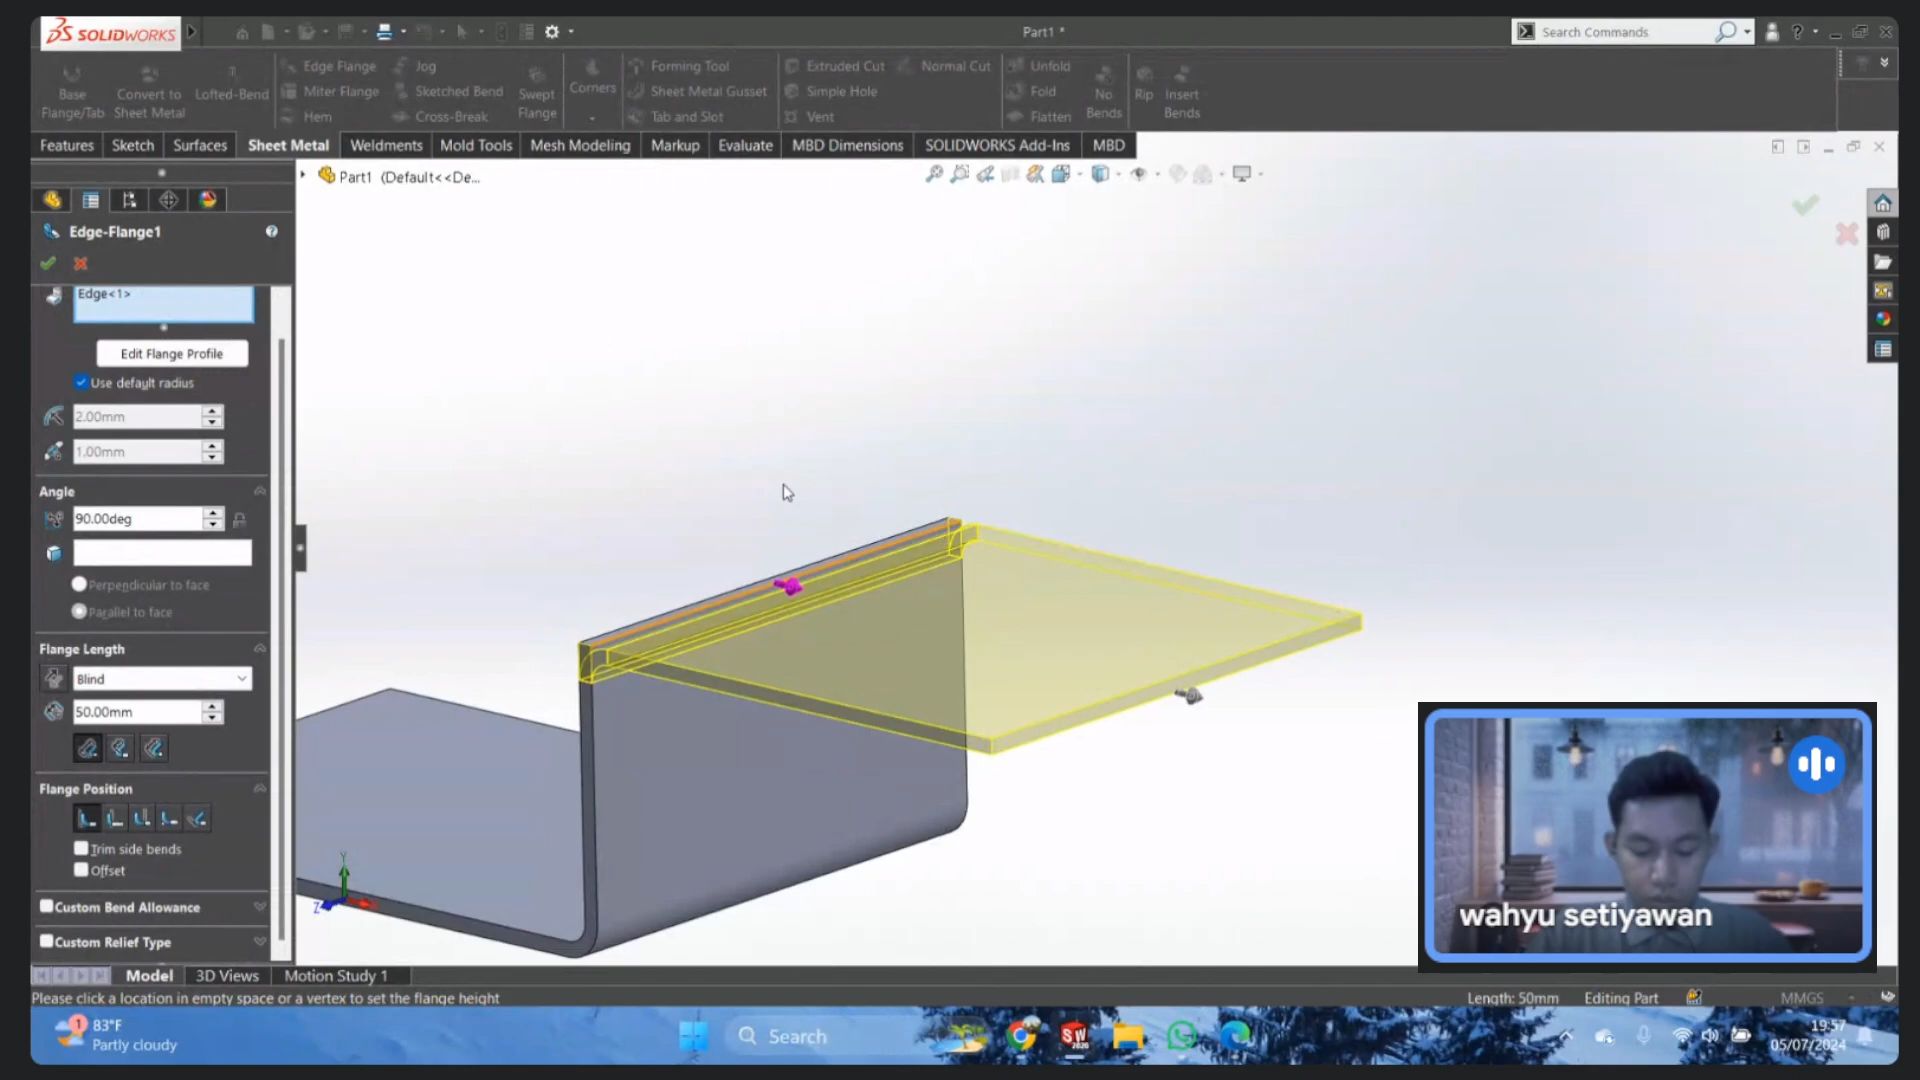 SOLIDWORKS
Part1 *
Search Commands
Base Flange/Tab
Convert to Sheet Metal
Lofted-Bend
Edge Flange
Miter Flange
Hem
Jog
Sketched Bend
Cross-Break
Swept Flange
Corners
Forming Tool
Sheet Metal Gusset
Tab and Slot
Extruded Cut
Simple Hole
Vent
Normal Cut
Unfold
Fold
Flatten
No Bends
Rip
Insert Bends
Features
Sketch
Surfaces
Sheet Metal
Weldments
Mold Tools
Mesh Modeling
Markup
Evaluate
MBD Dimensions
SOLIDWORKS Add-Ins
MBD
Part1 (Default<<De...
Edge-Flange1
Edge<1>
Edit Flange Profile
Use default radius
2.00mm
1.00mm
Angle
90.00deg
Perpendicular to face
Parallel to face
Flange Length
Blind
50.00mm
Flange Position
Trim side bends
Offset
Custom Bend Allowance
Custom Relief Type
Y
Z
wahyu setiyawan
Model
3D Views
Motion Study 1
Please click a location in empty space or a vertex to set the flange height
Length: 50mm
Editing Part
MMGS
1
83°F
Partly cloudy
Search
SW
2020
19:57
05/07/2024